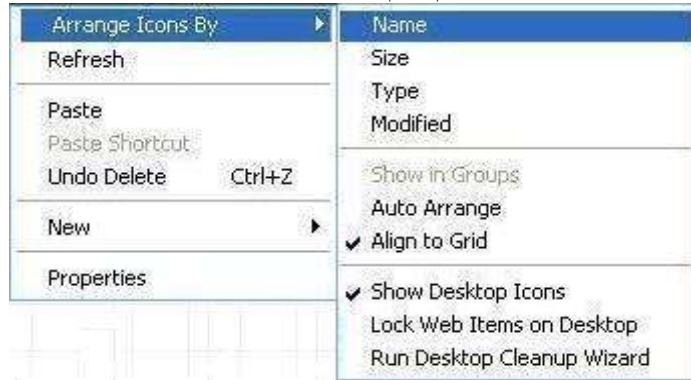 Arrange Icons By
Refresh
Paste
Paste Shortcut
Undo Delete Ctrl+Z
New
Properties
Name
Size
Type
Modified
Show in Groups
Auto Arrange
Align to Grid
Show Desktop Icons
Lock Web Items on Desktop
Run Desktop Cleanup Wizard